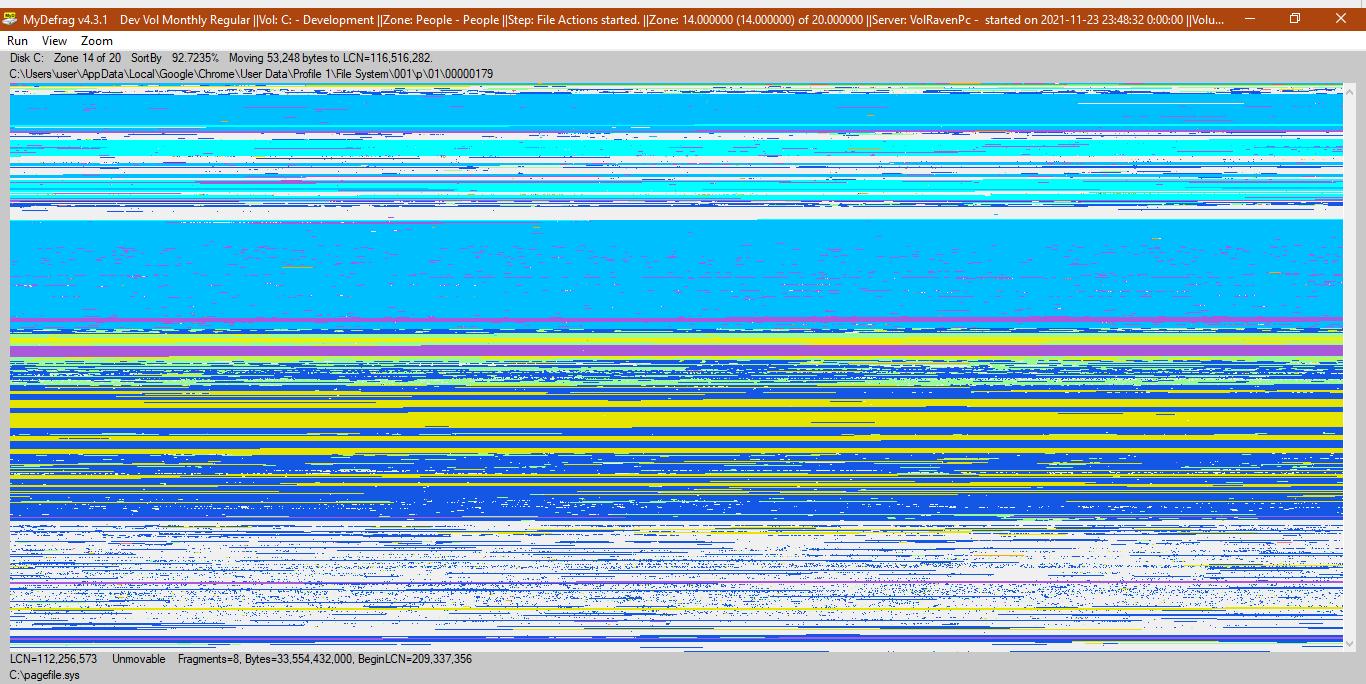 MyDefrag v4.3.1 Dev Vol Monthly Regular ||Vol: C: - Development ||Zone: People - People ||Step: File Actions started. ||Zone: 14.000000 (14.000000) of 20.000000 ||Server: VolRavenPc - started on 2021-11-23 23:48:32 0:00:00 ||Volu...
Run View Zoom
Disk C: Zone 14 of 20 SortBy 92.7235% Moving 53,248 bytes to LCN=116,516,282.
C:\Users\user\AppData\Local\Google\Chrome\User Data\Profile 1\File System\001\p\01\00000179
LCN=112,256,573 Unmovable Fragments=8, Bytes=33,554,432,000, BeginLCN=209,337,356
C:\pagefile.sys